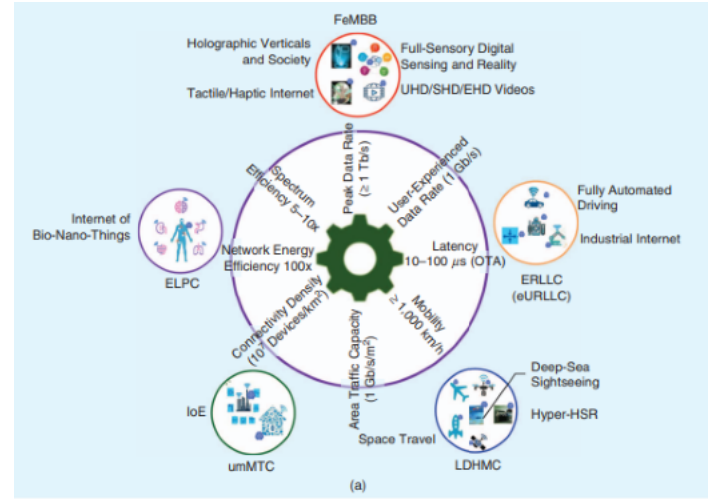 FeMBB
Holographic Verticals
and Society
Full-Sensory Digital
Sensing and Reality
Tactile/Haptic Internet
UHD/SHD/EHD Videos
Spectrum
Efficiency 5–10x
Peak Data Rate
(≥ 1 Tb/s)
User-Experienced
Data Rate (1 Gb/s)
Internet of
Bio-Nano-Things
ELPC
Network Energy
Efficiency 100x
Latency
10–100 μs (OTA)
Fully Automated
Driving
Industrial Internet
ERLLC
(eURLLC)
Connectivity Density
(10⁷ Devices/km²)
Area Traffic Capacity
(1 Gb/s/m²)
Mobility
≥ 1,000 km/h
IoE
umMTC
Deep-Sea
Sightseeing
Hyper-HSR
Space Travel
LDHMC
(a)